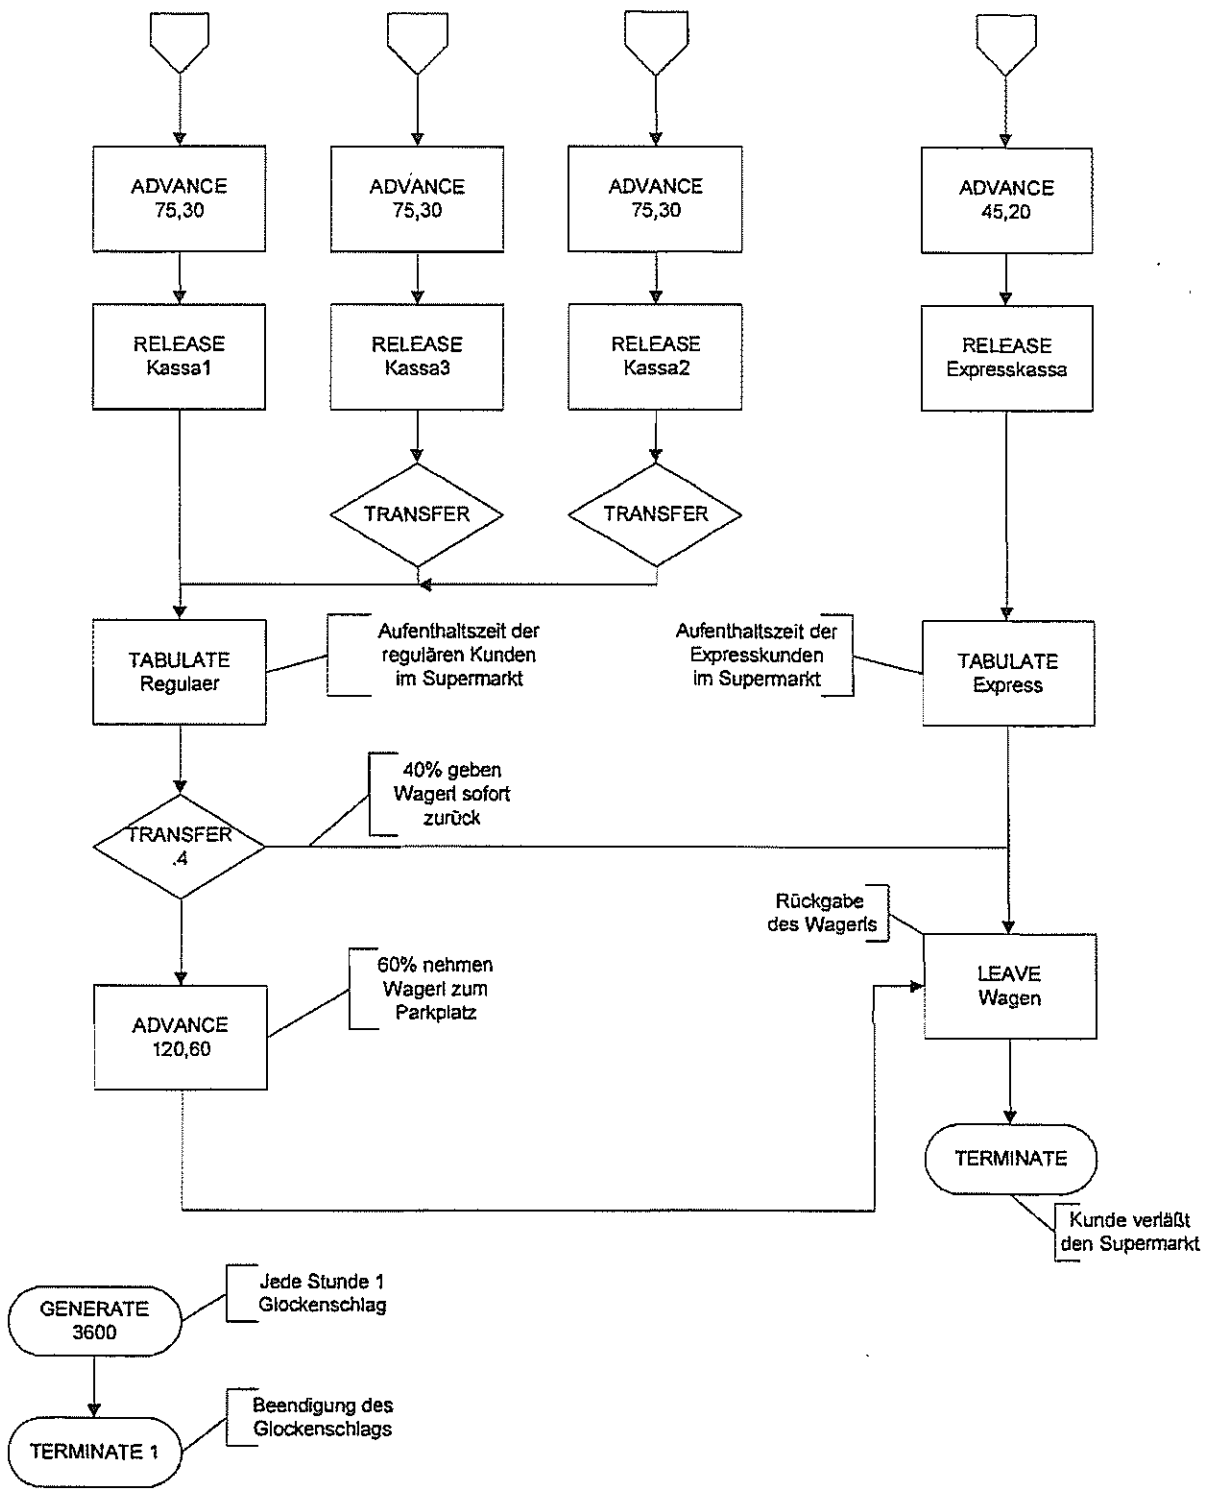 ADVANCE
75,30
ADVANCE
75,30
ADVANCE
75,30
ADVANCE
45,20
RELEASE
Kassa1
RELEASE
Kassa3
RELEASE
Kassa2
RELEASE
Expresskassa
TRANSFER
TRANSFER
TABULATE
Regulaer
Aufenthaltszeit der
regulären Kunden
im Supermarkt
Aufenthaltszeit der
Expresskunden
im Supermarkt
TABULATE
Express
40% geben
Wagerl sofort
zurück
TRANSFER
.4
Rückgabe
des Wagerls
LEAVE
Wagen
60% nehmen
Wagerl zum
Parkplatz
ADVANCE
120,60
TERMINATE
Kunde verläßt
den Supermarkt
GENERATE
3600
Jede Stunde 1
Glockenschlag
TERMINATE 1
Beendigung des
Glockenschlags